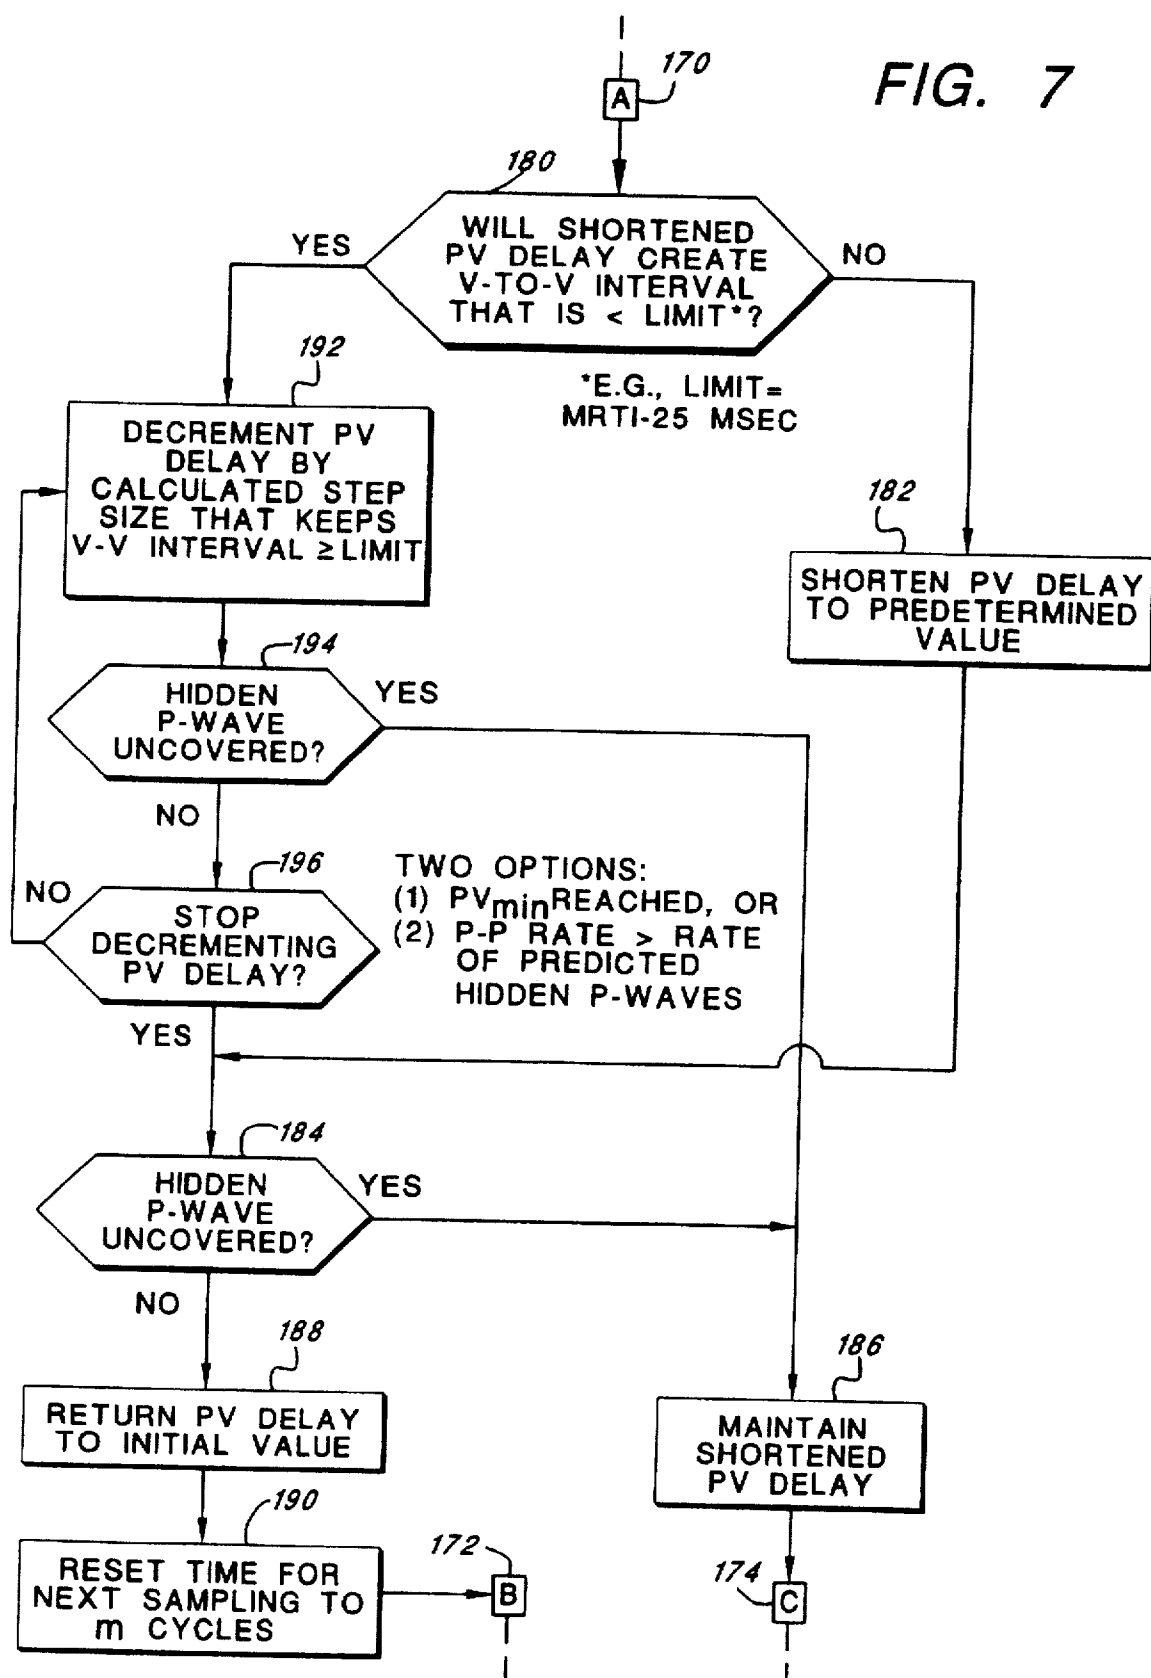 FIG. 7
170
A
180
WILL SHORTENED
PV DELAY CREATE
V-TO-V INTERVAL
THAT IS < LIMIT*?
YES
NO
*E.G., LIMIT=
MRTI-25 MSEC
192
DECREMENT PV
DELAY BY
CALCULATED STEP
SIZE THAT KEEPS
V-V INTERVAL ≥ LIMIT
182
SHORTEN PV DELAY
TO PREDETERMINED
VALUE
194
HIDDEN
P-WAVE
UNCOVERED?
YES
NO
196
STOP
DECREMENTING
PV DELAY?
NO
YES
TWO OPTIONS:
(1) PVmin REACHED, OR
(2) P-P RATE > RATE
OF PREDICTED
HIDDEN P-WAVES
184
HIDDEN
P-WAVE
UNCOVERED?
YES
NO
188
RETURN PV DELAY
TO INITIAL VALUE
186
MAINTAIN
SHORTENED
PV DELAY
190
RESET TIME FOR
NEXT SAMPLING TO
m CYCLES
172
B
174
C